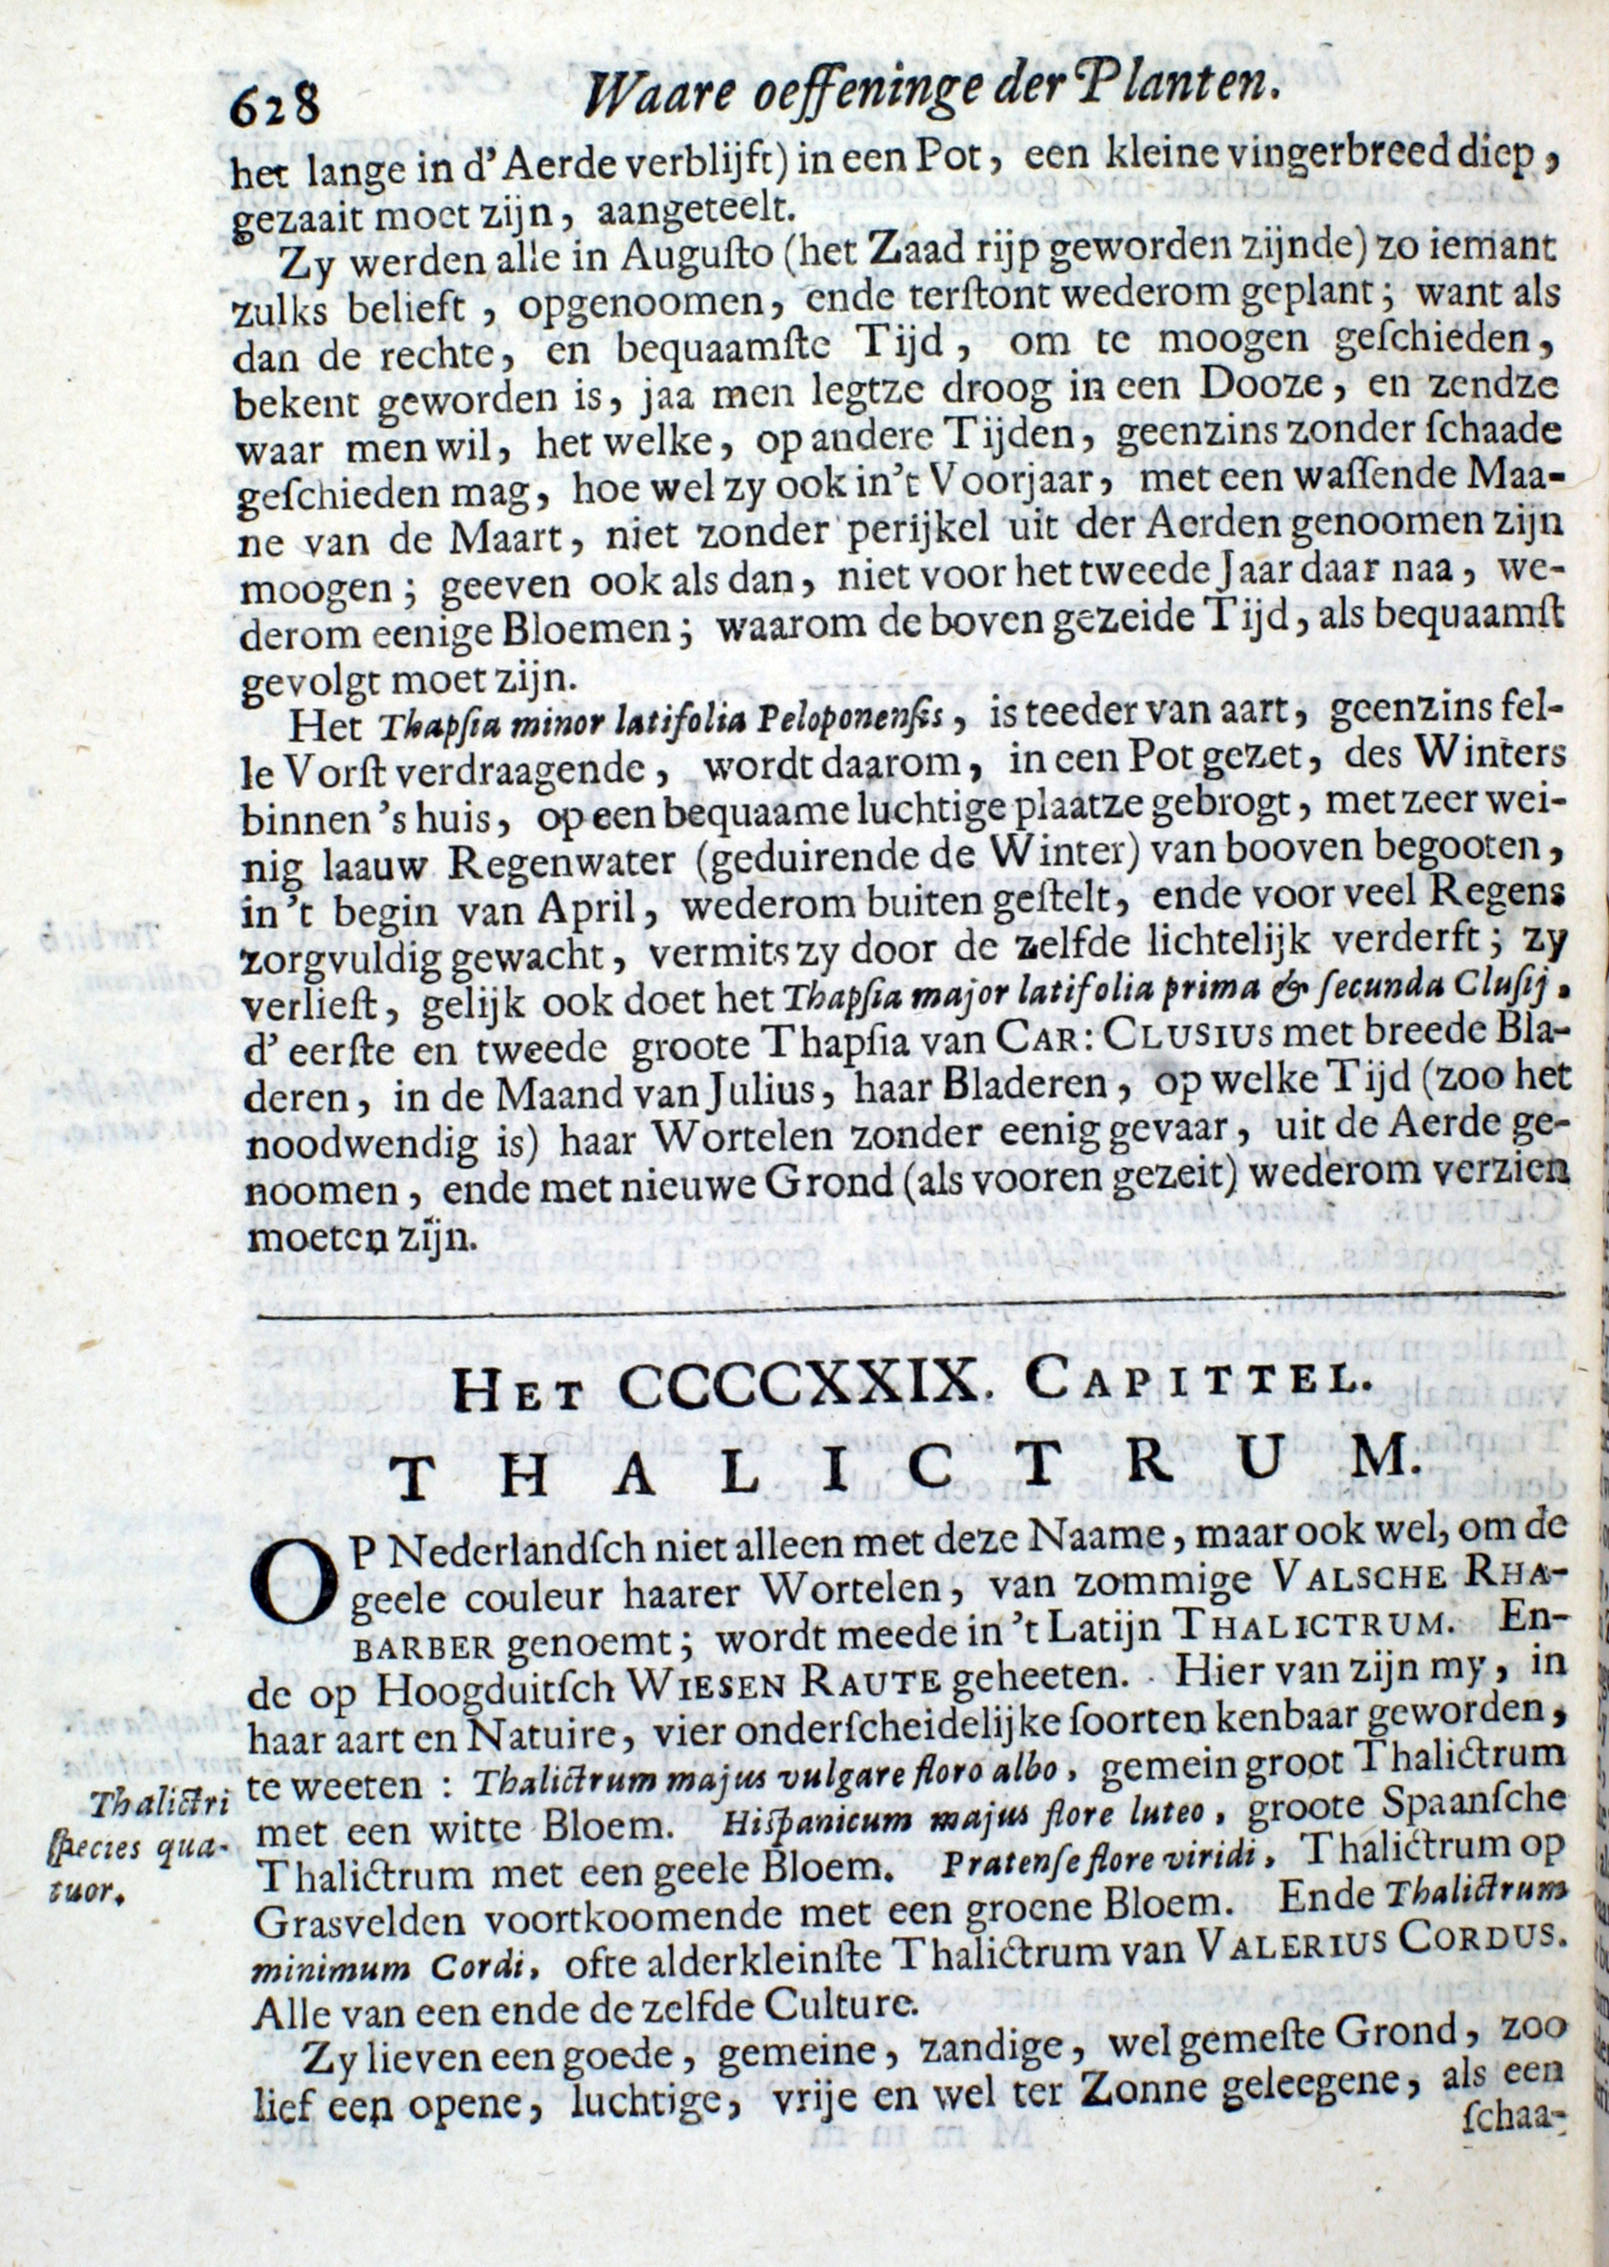 628 Waare oeffeninge der Planten.
het lange in d'Aerde verblijft) in een Pot, een kleine vingerbreed diep,
gezaait moet zijn, aangeteelt.
Zy werden alle in Auguſto (het Zaad rijp geworden zijnde) zo iemant
zulks belieft, opgenoomen, ende terſtont wederom geplant; want als
dan de rechte, en bequaamſte Tijd, om te moogen geſchieden,
bekent geworden is, jaa men legtze droog in een Dooze, en zendze
waar men wil, het welke, op andere Tijden, geenzins zonder ſchaade
geſchieden mag, hoe wel zy ook in't Voorjaar, met een waſſende Maa-
ne van de Maart, niet zonder perijkel uit der Aerden genoomen zijn
moogen; geeven ook als dan, niet voor het tweede Jaar daar naa, we-
derom eenige Bloemen; waarom de boven gezeide Tijd, als bequaamſt
gevolgt moet zijn.
Het Thapſia minor latifolia Peloponenſis, is teeder van aart, geenzins fel-
le Vorſt verdraagende, wordt daarom, in een Pot gezet, des Winters
binnen 's huis, op een bequaame luchtige plaatze gebrogt, met zeer wei-
nig laauw Regenwater (geduirende de Winter) van booven begooten,
in 't begin van April, wederom buiten geſtelt, ende voor veel Regens
zorgvuldig gewacht, vermits zy door de zelfde lichtelijk verderft; zy
verlieſt, gelijk ook doet het Thapſia major latifolia prima & ſecunda Cluſij,
d' eerſte en tweede groote Thapſia van CAR: CLUSIUS met breede Bla-
deren, in de Maand van Julius, haar Bladeren, op welke Tijd (zoo het
noodwendig is) haar Wortelen zonder eenig gevaar, uit de Aerde ge-
noomen, ende met nieuwe Grond (als vooren gezeit) wederom verzien
moeten zijn.
HET CCCCXXIX. CAPITTEL.
THALICTRUM.
OP Nederlandſch niet alleen met deze Naame, maar ook wel, om de
geele couleur haarer Wortelen, van zommige VALSCHE RHA-
BARBER genoemt; wordt meede in 't Latijn THALICTRUM. En-
de op Hoogduitſch WIESEN RAUTE geheeten. Hier van zijn my, in
haar aart en Natuire, vier onderſcheidelijke ſoorten kenbaar geworden,
te weeten: Thalictrum majus vulgare floro albo, gemein groot Thalictrum
met een witte Bloem. Hiſpanicum majus flore luteo, groote Spaanſche
Thalictrum met een geele Bloem. Pratenſe flore viridi, Thalictrum op
Grasvelden voortkoomende met een groene Bloem. Ende Thalictrum
minimum Cordi, ofte alderkleinſte Thalictrum van VALERIUS CORDUS.
Alle van een ende de zelfde Culture.
Thalictri
ſpecies qua-
tuor.
Zy lieven een goede, gemeine, zandige, wel gemeſte Grond, zoo
lief een opene, luchtige, vrije en wel ter Zonne geleegene, als een
ſchaa-